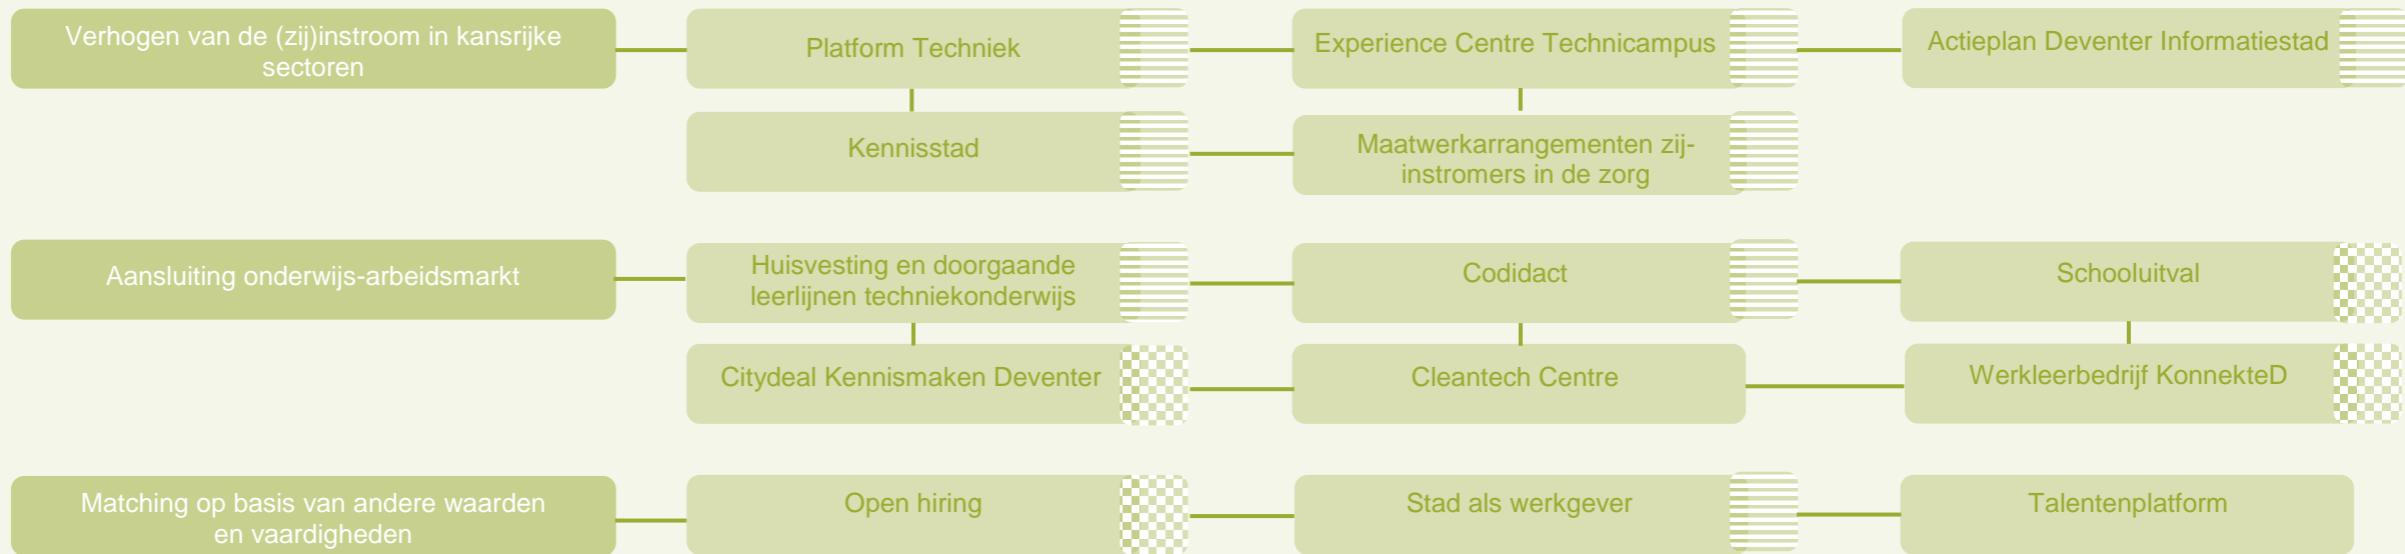 Verhogen van de (zij)instroom in kansrijke
sectoren
Platform Techniek
Experience Centre Technicampus
Actieplan Deventer Informatiestad
Kennisstad
Maatwerkarrangementen zij-
instromers in de zorg
Aansluiting onderwijs-arbeidsmarkt
Huisvesting en doorgaande
leerlijnen techniekonderwijs
Codidact
Schooluitval
Citydeal Kennismaken Deventer
Cleantech Centre
Werkleerbedrijf KonnekteD
Matching op basis van andere waarden
en vaardigheden
Open hiring
Stad als werkgever
Talentenplatform